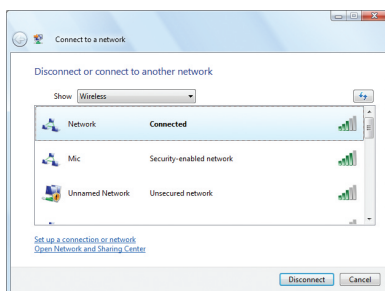 Connect to a network
Disconnect or connect to another network
Show Wireless
Network Connected
Mic Security-enabled network
Unnamed Network Unsecured network
Set up a connection or network
Open Network and Sharing Center
Disconnect Cancel